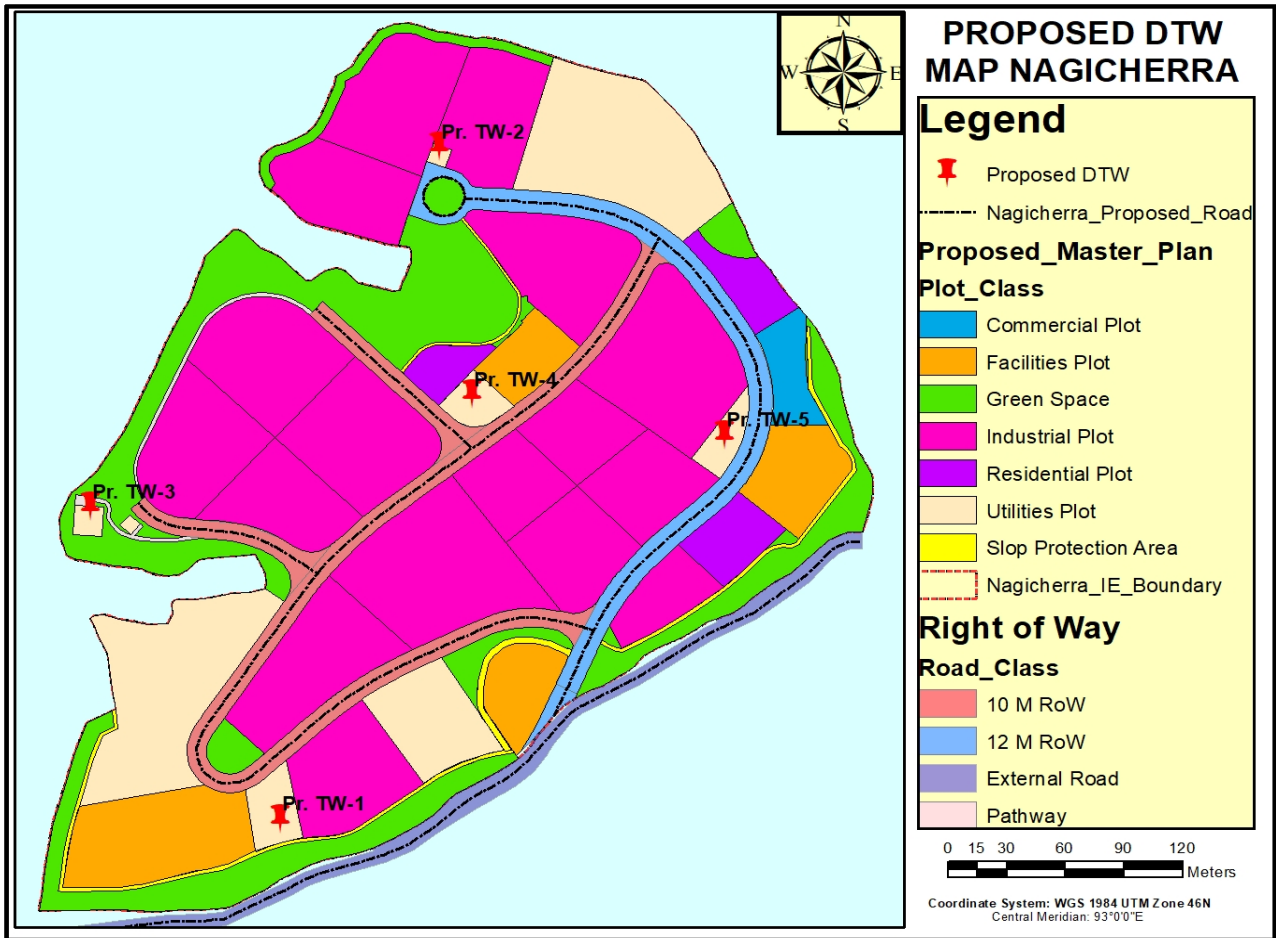 PROPOSED DTW
MAP NAGICHERRA
N
W
E
S
Pr. TW-2
Pr. TW-4
Pr. TW-5
Pr. TW-3
Pr. TW-1
Legend
Proposed DTW
Nagicherra_Proposed_Road
Proposed_Master_Plan
Plot_Class
Commercial Plot
Facilities Plot
Green Space
Industrial Plot
Residential Plot
Utilities Plot
Slop Protection Area
Nagicherra_IE_Boundary
Right of Way
Road_Class
10 M RoW
12 M RoW
External Road
Pathway
0 15 30 60 90 120
Meters
Coordinate System: WGS 1984 UTM Zone 46N
Central Meridian: 93°0'0"E